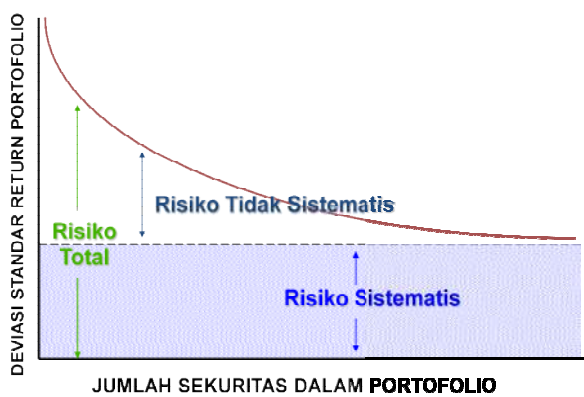 DEVIASI STANDAR RETURN PORTOFOLIO
Risiko Tidak Sistematis
Risiko
Total
Risiko Sistematis
JUMLAH SEKURITAS DALAM PORTOFOLIO